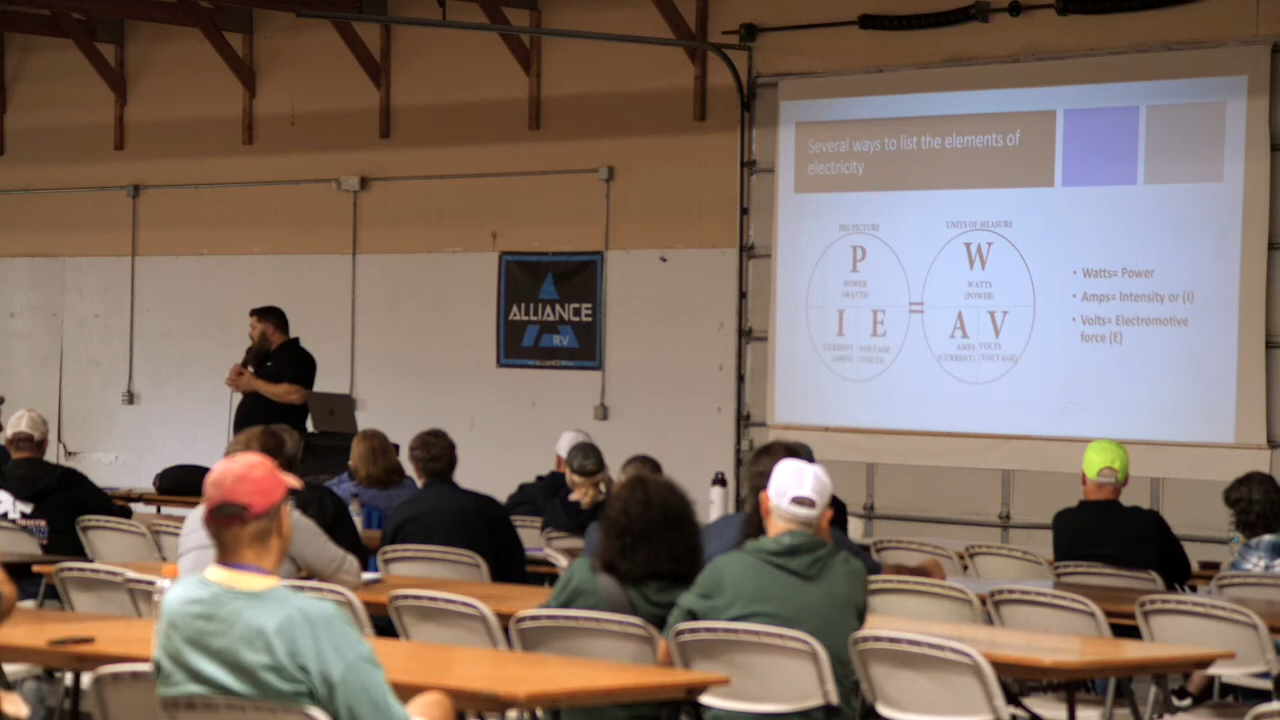 Several ways to list the elements of
electricity
BIG PICTURE
P
POWER
(WATTS)
I E
CURRENT VOLTAGE
(AMPS) (VOLTS)
=
UNITS OF MEASURE
W
WATTS
(POWER)
A V
AMPS VOLTS
(CURRENT) (VOLTAGE)
• Watts= Power
• Amps= Intensity or (I)
• Volts= Electromotive
force (E)
ALLIANCE
RV